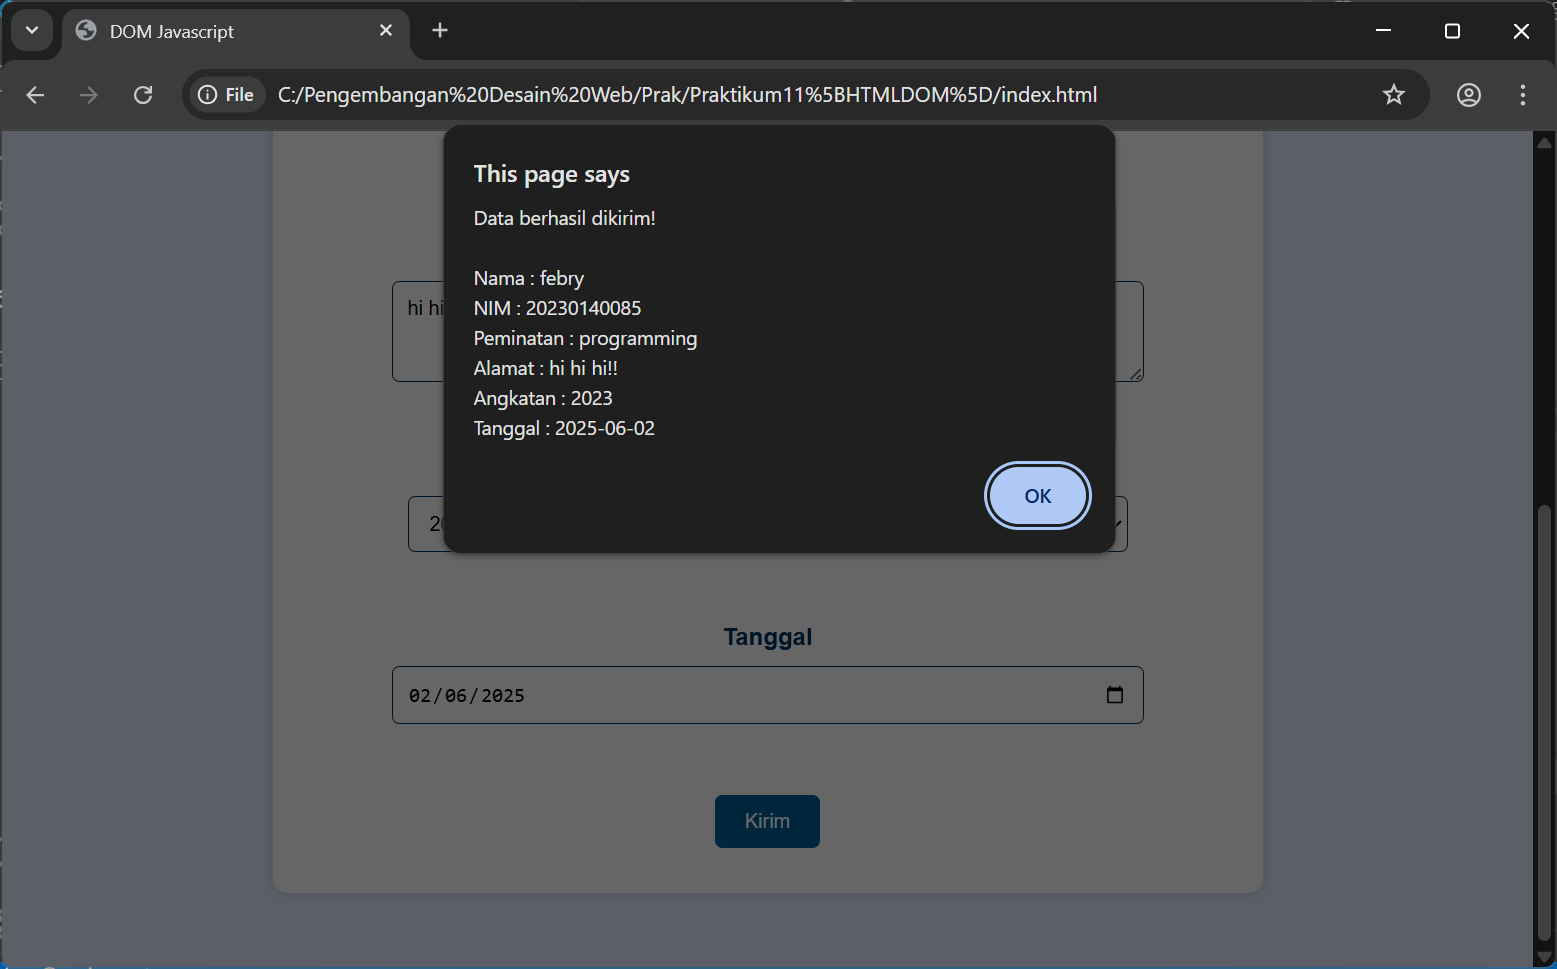 DOM Javascript
File
C:/Pengembangan%20Desain%20Web/Prak/Praktikum11%5BHTMLDOM%5D/index.html
This page says
Data berhasil dikirim!
Nama : febry
NIM : 20230140085
Peminatan : programming
Alamat : hi hi hi!!
Angkatan : 2023
Tanggal : 2025-06-02
OK
hi hi
Tanggal
02/06/2025
Kirim